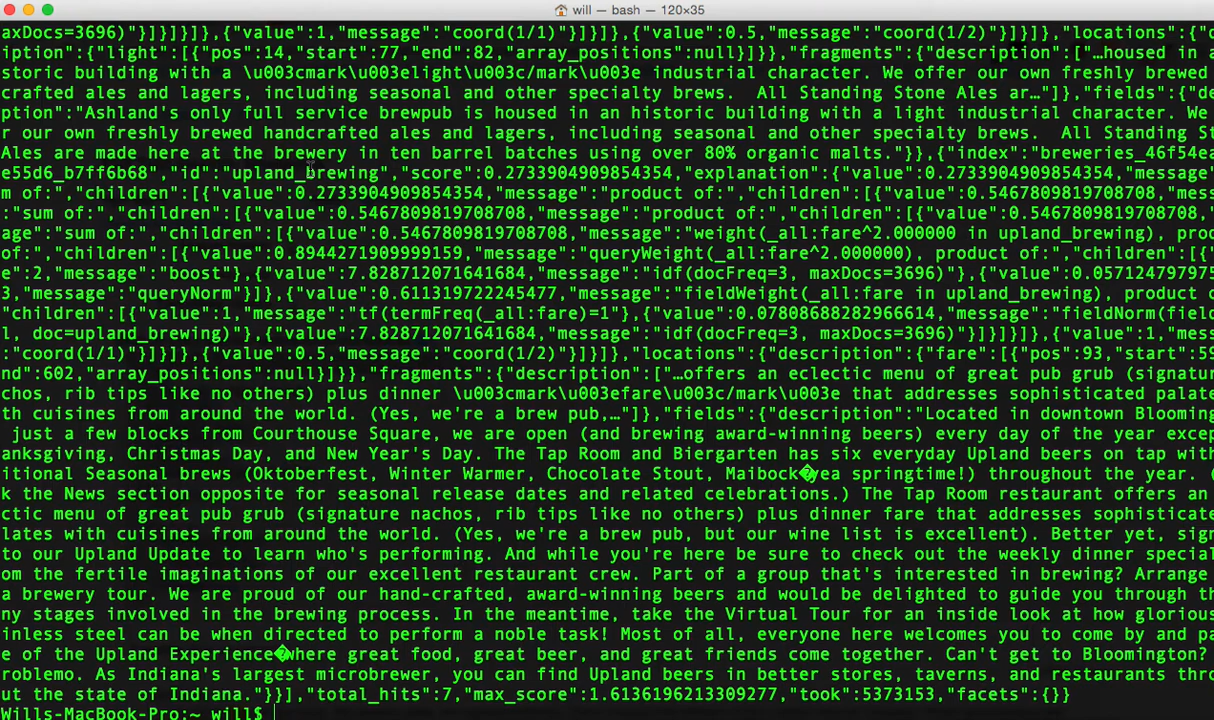 will — bash — 120×35
axDocs=3696)"}]}]}]},{"value":1,"message":"coord(1/1)"}]}]},{"value":0.5,"message":"coord(1/2)"}]}]},"locations":{"
iption":{"light":[{"pos":14,"start":77,"end":82,"array_positions":null}]}},"fragments":{"description":["…housed in a
storic building with a \u003cmark\u003elight\u003c/mark\u003e industrial character. We offer our own freshly brewed
crafted ales and lagers, including seasonal and other specialty brews.  All Standing Stone Ales ar…"]},"fields":{"de
ption":"Ashland's only full service brewpub is housed in an historic building with a light industrial character. We
r our own freshly brewed handcrafted ales and lagers, including seasonal and other specialty brews.  All Standing St
Ales are made here at the brewery in ten barrel batches using over 80% organic malts."}},{"index":"breweries_46f54ea
e55d6_b7ff6b68","id":"upland_brewing","score":0.2733904909854354,"explanation":{"value":0.2733904909854354,"message":"
m of:","children":[{"value":0.2733904909854354,"message":"product of:","children":[{"value":0.5467809819708708,"mess
:"sum of:","children":[{"value":0.5467809819708708,"message":"product of:","children":[{"value":0.5467809819708708,"
age":"sum of:","children":[{"value":0.5467809819708708,"message":"weight(_all:fare^2.000000 in upland_brewing), prod
of:","children":[{"value":0.8944271909999159,"message":"queryWeight(_all:fare^2.000000), product of:","children":[{"
e":2,"message":"boost"},{"value":7.828712071641684,"message":"idf(docFreq=3, maxDocs=3696)"},{"value":0.057124797975
3,"message":"queryNorm"}]},{"value":0.611319722245477,"message":"fieldWeight(_all:fare in upland_brewing), product o
"children":[{"value":1,"message":"tf(termFreq(_all:fare)=1"},{"value":0.07808688282966614,"message":"fieldNorm(field
l, doc=upland_brewing)"},{"value":7.828712071641684,"message":"idf(docFreq=3, maxDocs=3696)"}]}]}]},{"value":1,"mess
:"coord(1/1)"}]}]},{"value":0.5,"message":"coord(1/2)"}]}]},"locations":{"description":{"fare":[{"pos":93,"start":59
nd":602,"array_positions":null}]}},"fragments":{"description":["…offers an eclectic menu of great pub grub (signatur
chos, rib tips like no others) plus dinner \u003cmark\u003efare\u003c/mark\u003e that addresses sophisticated palate
th cuisines from around the world. (Yes, we're a brew pub,…"]},"fields":{"description":"Located in downtown Blooming
just a few blocks from Courthouse Square, we are open (and brewing award-winning beers) every day of the year excep
anksgiving, Christmas Day, and New Year's Day. The Tap Room and Biergarten has six everyday Upland beers on tap with
itional Seasonal brews (Oktoberfest, Winter Warmer, Chocolate Stout, Maibock�yea springtime!) throughout the year. (
k the News section opposite for seasonal release dates and related celebrations.) The Tap Room restaurant offers an
ctic menu of great pub grub (signature nachos, rib tips like no others) plus dinner fare that addresses sophisticate
lates with cuisines from around the world. (Yes, we're a brew pub, but our wine list is excellent). Better yet, sign
to our Upland Update to learn who's performing. And while you're here be sure to check out the weekly dinner special
om the fertile imaginations of our excellent restaurant crew. Part of a group that's interested in brewing? Arrange
a brewery tour. We are proud of our hand-crafted, award-winning beers and would be delighted to guide you through th
ny stages involved in the brewing process. In the meantime, take the Virtual Tour for an inside look at how glorious
inless steel can be when directed to perform a noble task! Most of all, everyone here welcomes you to come by and pa
e of the Upland Experience�where great food, great beer, and great friends come together. Can't get to Bloomington?
roblemo. As Indiana's largest microbrewer, you can find Upland beers in better stores, taverns, and restaurants thro
ut the state of Indiana."}}],"total_hits":7,"max_score":1.6136196213309277,"took":5373153,"facets":{}}
Wills-MacBook-Pro:~ will$